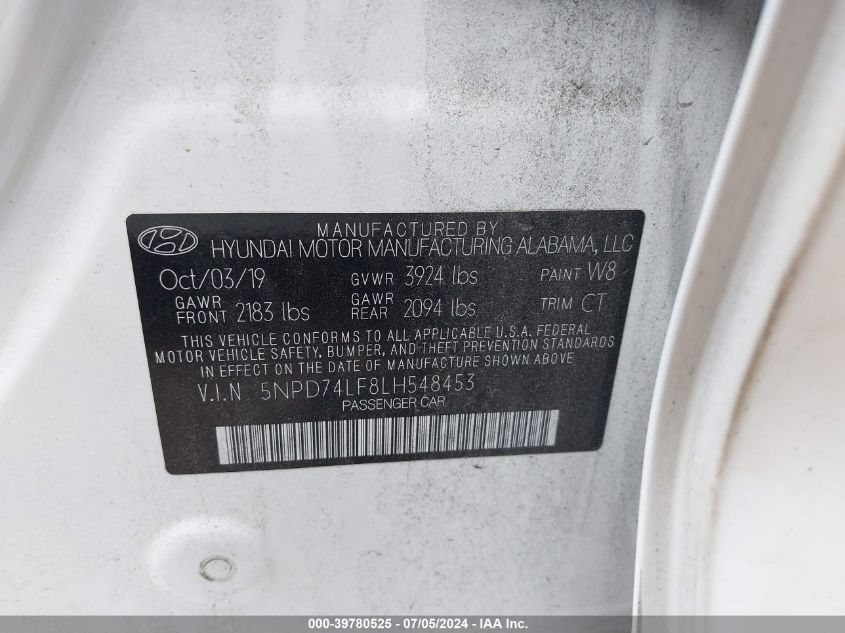 MANUFACTURED BY
HYUNDAI MOTOR MANUFACTURING ALABAMA, LLC
Oct/03/19 GVWR 3924 lbs PAINT W8
GAWR FRONT 2183 lbs GAWR REAR 2094 lbs TRIM CT
THIS VEHICLE CONFORMS TO ALL APPLICABLE U.S.A. FEDERAL
MOTOR VEHICLE SAFETY, BUMPER, AND THEFT PREVENTION STANDARDS
IN EFFECT ON THE DATE OF MANUFACTURE SHOWN ABOVE.
V.I.N 5NPD74LF8LH548453
PASSENGER CAR
000-39780525 - 07/05/2024 - IAA Inc.